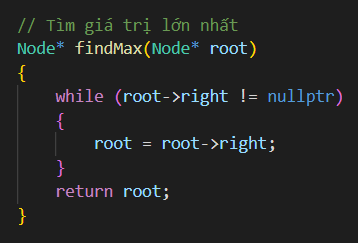 // Tìm giá trị lớn nhất
Node* findMax(Node* root)
{
    while (root->right != nullptr)
    {
        root = root->right;
    }
    return root;
}